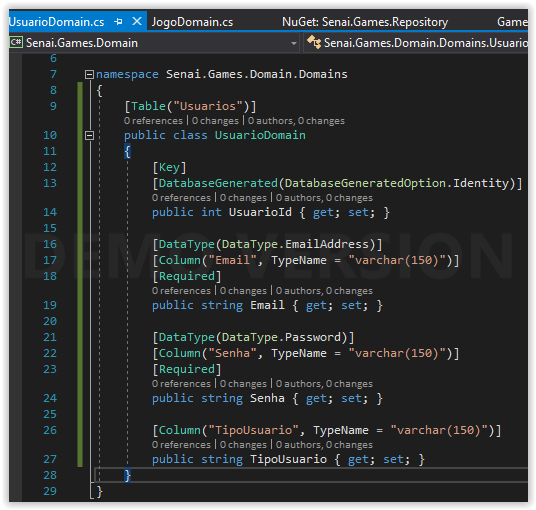 UsuarioDomain.cs JogoDomain.cs NuGet: Senai.Games.Repository Game
C# Senai.Games.Domain Senai.Games.Domain.Domains.Usuario
6
7 namespace Senai.Games.Domain.Domains
8 {
9 [Table("Usuarios")]
0 references | 0 changes | 0 authors, 0 changes
10 public class UsuarioDomain
11 {
12 [Key]
13 [DatabaseGenerated(DatabaseGeneratedOption.Identity)]
0 references | 0 changes | 0 authors, 0 changes
14 public int UsuarioId { get; set; }
15
16 [DataType(DataType.EmailAddress)]
17 [Column("Email", TypeName = "varchar(150)")]
18 [Required]
0 references | 0 changes | 0 authors, 0 changes
19 public string Email { get; set; }
20
21 [DataType(DataType.Password)]
22 [Column("Senha", TypeName = "varchar(150)")]
23 [Required]
0 references | 0 changes | 0 authors, 0 changes
24 public string Senha { get; set; }
25
26 [Column("TipoUsuario", TypeName = "varchar(150)")]
0 references | 0 changes | 0 authors, 0 changes
27 public string TipoUsuario { get; set; }
28 }
29 }
DEMO VERSION